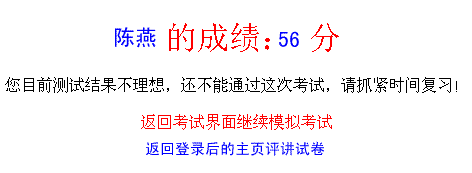 陈燕 的成绩：56 分
您目前测试结果不理想，还不能通过这次考试，请抓紧时间复习!
返回考试界面继续模拟考试
返回登录后的主页评讲试卷